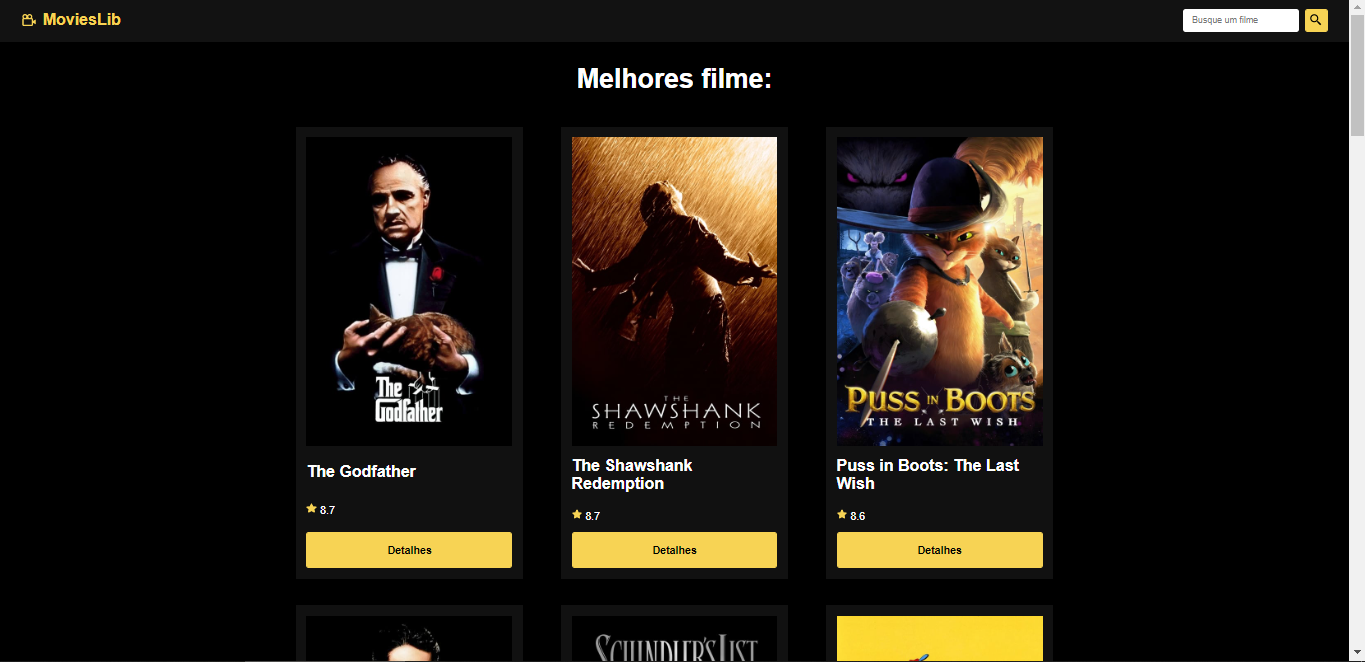 MoviesLib
Busque um filme
Melhores filme:
The
Godfather
THE
SHAWSHANK
REDEMPTION
PUSS IN BOOTS
THE LAST WISH
The Godfather
The Shawshank
Redemption
Puss in Boots: The Last
Wish
8.7
8.7
8.6
Detalhes
Detalhes
Detalhes
SCHINDLER'S LIST